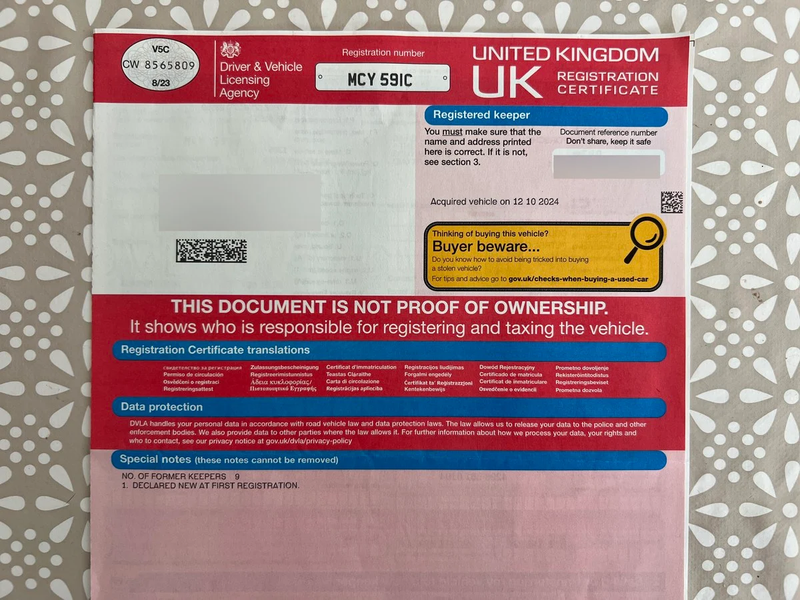 V5C
CW 8565809
8/23
Driver & Vehicle
Licensing
Agency
Registration number
MCY 591C
UNITED KINGDOM
UK REGISTRATION
CERTIFICATE
Registered keeper
You must make sure that the
name and address printed
here is correct. If it is not,
see section 3.
Document reference number
Don't share, keep it safe
Acquired vehicle on 12 10 2024
Thinking of buying this vehicle?
Buyer beware...
Do you know how to avoid being tricked into buying
a stolen vehicle?
For tips and advice go to gov.uk/checks-when-buying-a-used-car
THIS DOCUMENT IS NOT PROOF OF OWNERSHIP.
It shows who is responsible for registering and taxing the vehicle.
Registration Certificate translations
свидетелство за регистрация Zulassungsbescheinigung Certificat d'immatriculation Registracijos liudijimas Dowód Rejestracyjny Prometno dovoljenje
Permiso de circulación Registreerimistunnistus Teastas Cláraithe Forgalmi engedély Certificado de matrícula Rekisteröintitodistus
Osvědčení o registraci Άδεια κυκλοφορίας/ Carta di circolazione Ċertifikat ta' Reġistrazzjoni Certificat de înmatriculare Registreringsbeviset
Registreringsattest Πιστοποιητικό Εγγραφής Reģistrācijas apliecība Kentekenbewijs Osvedčenie o evidencii Prometna dozvola
Data protection
DVLA handles your personal data in accordance with road vehicle law and data protection laws. The law allows us to release your data to the police and other
enforcement bodies. We also provide data to other parties where the law allows it. For further information about how we process your data, your rights and
who to contact, see our privacy notice at gov.uk/dvla/privacy-policy
Special notes (these notes cannot be removed)
NO. OF FORMER KEEPERS 9
1. DECLARED NEW AT FIRST REGISTRATION.